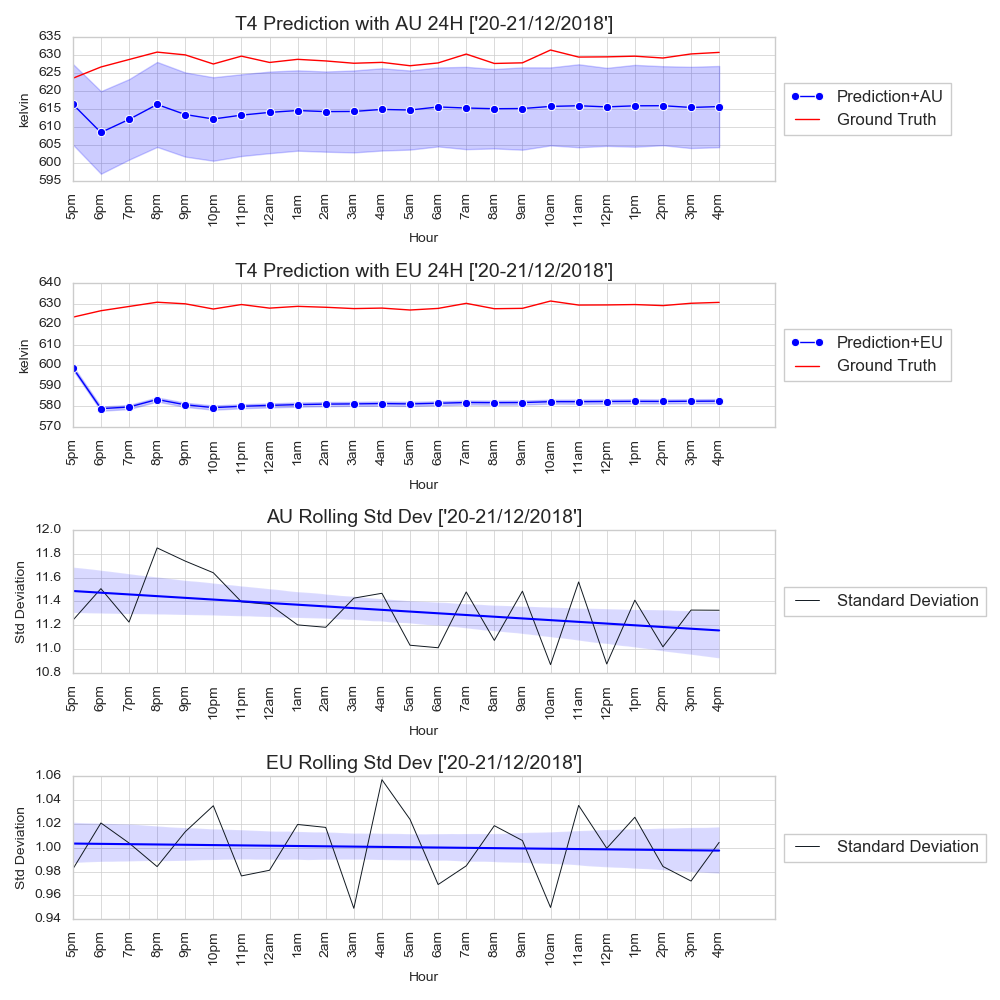 T4 Prediction with AU 24H ['20-21/12/2018']
635
630
625
620
615
610
605
600
595
kelvin
5pm 6pm 7pm 8pm 9pm 10pm 11pm 12am 1am 2am 3am 4am 5am 6am 7am 8am 9am 10am 11am 12pm 1pm 2pm 3pm 4pm
Hour
Prediction+AU
Ground Truth
T4 Prediction with EU 24H ['20-21/12/2018']
640
630
620
610
600
590
580
570
kelvin
5pm 6pm 7pm 8pm 9pm 10pm 11pm 12am 1am 2am 3am 4am 5am 6am 7am 8am 9am 10am 11am 12pm 1pm 2pm 3pm 4pm
Hour
Prediction+EU
Ground Truth
AU Rolling Std Dev ['20-21/12/2018']
12.0
11.8
11.6
11.4
11.2
11.0
10.8
Std Deviation
5pm 6pm 7pm 8pm 9pm 10pm 11pm 12am 1am 2am 3am 4am 5am 6am 7am 8am 9am 10am 11am 12pm 1pm 2pm 3pm 4pm
Hour
Standard Deviation
EU Rolling Std Dev ['20-21/12/2018']
1.06
1.04
1.02
1.00
0.98
0.96
0.94
Std Deviation
5pm 6pm 7pm 8pm 9pm 10pm 11pm 12am 1am 2am 3am 4am 5am 6am 7am 8am 9am 10am 11am 12pm 1pm 2pm 3pm 4pm
Hour
Standard Deviation